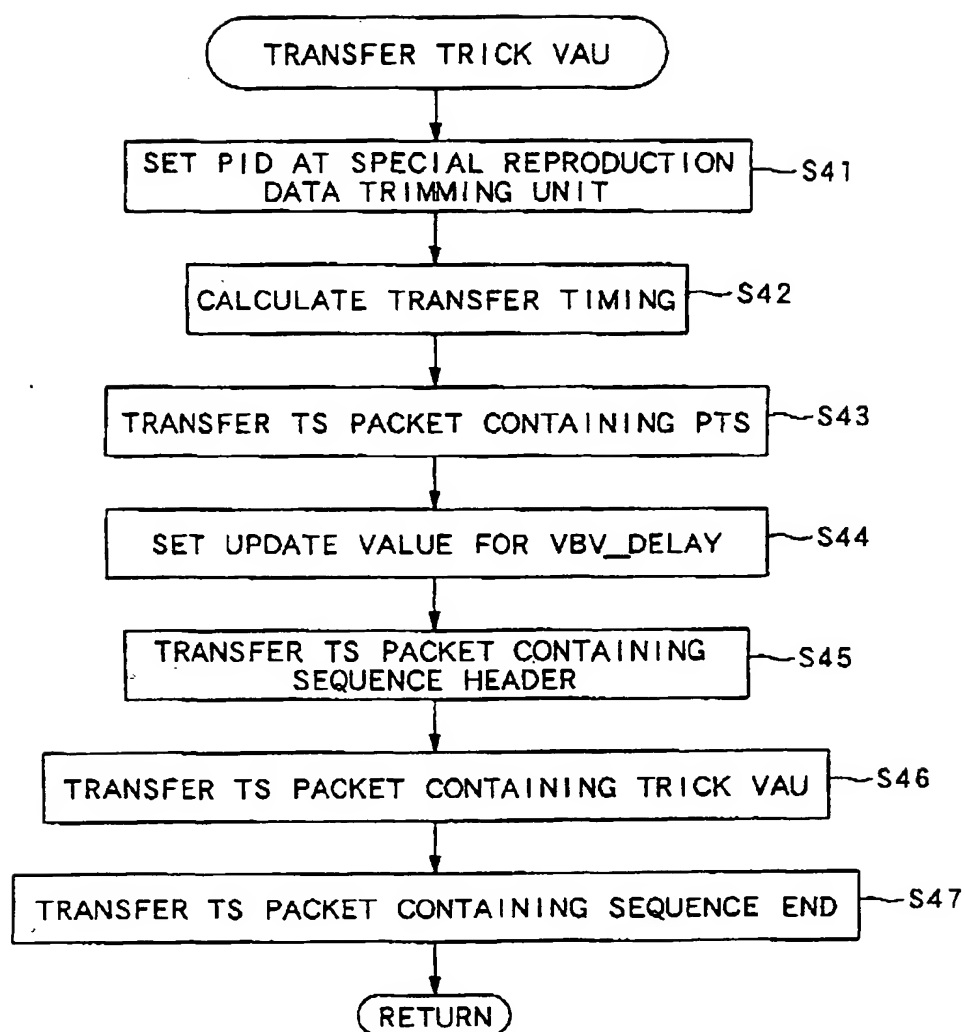 TRANSFER TRICK VAU
SET PID AT SPECIAL REPRODUCTION
DATA TRIMMING UNIT
S41
CALCULATE TRANSFER TIMING
S42
TRANSFER TS PACKET CONTAINING PTS
S43
SET UPDATE VALUE FOR VBV_DELAY
S44
TRANSFER TS PACKET CONTAINING
SEQUENCE HEADER
S45
TRANSFER TS PACKET CONTAINING TRICK VAU
S46
TRANSFER TS PACKET CONTAINING SEQUENCE END
S47
RETURN